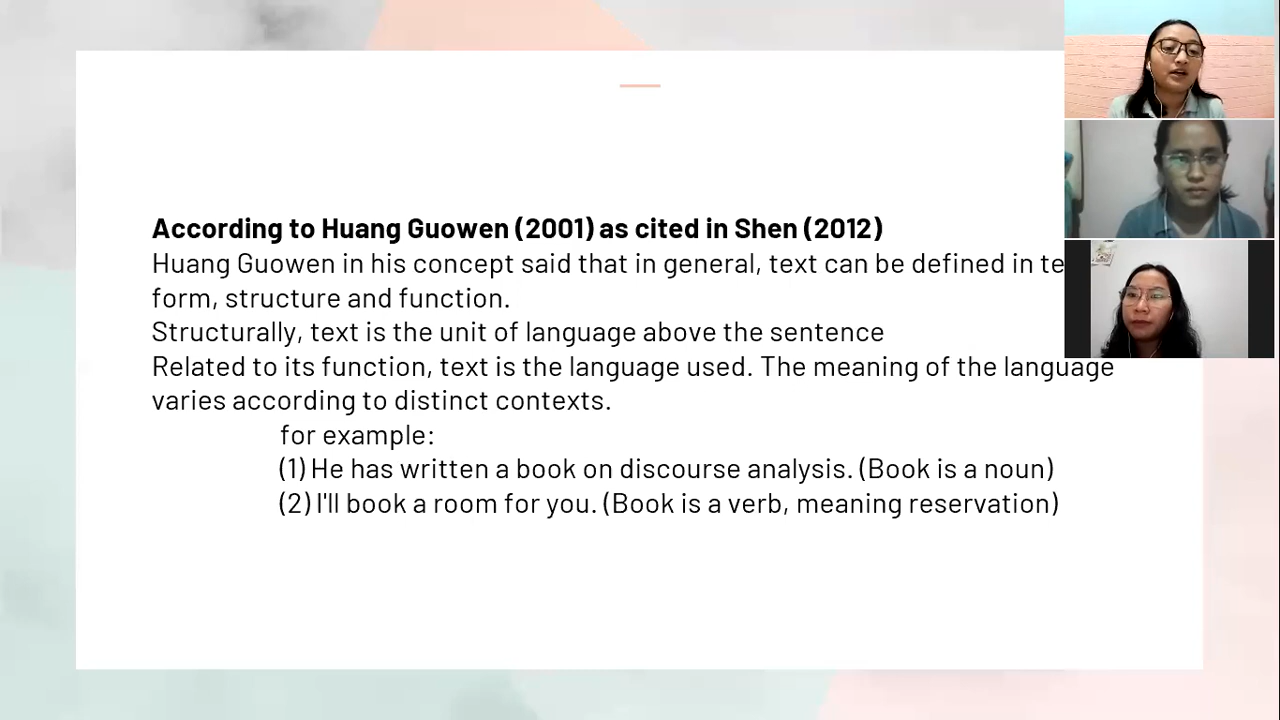 According to Huang Guowen (2001) as cited in Shen (2012)
Huang Guowen in his concept said that in general, text can be defined in
form, structure and function.
Structurally, text is the unit of language above the sentence
Related to its function, text is the language used. The meaning of the language
varies according to distinct contexts.
for example:
(1) He has written a book on discourse analysis. (Book is a noun)
(2) I'll book a room for you. (Book is a verb, meaning reservation)